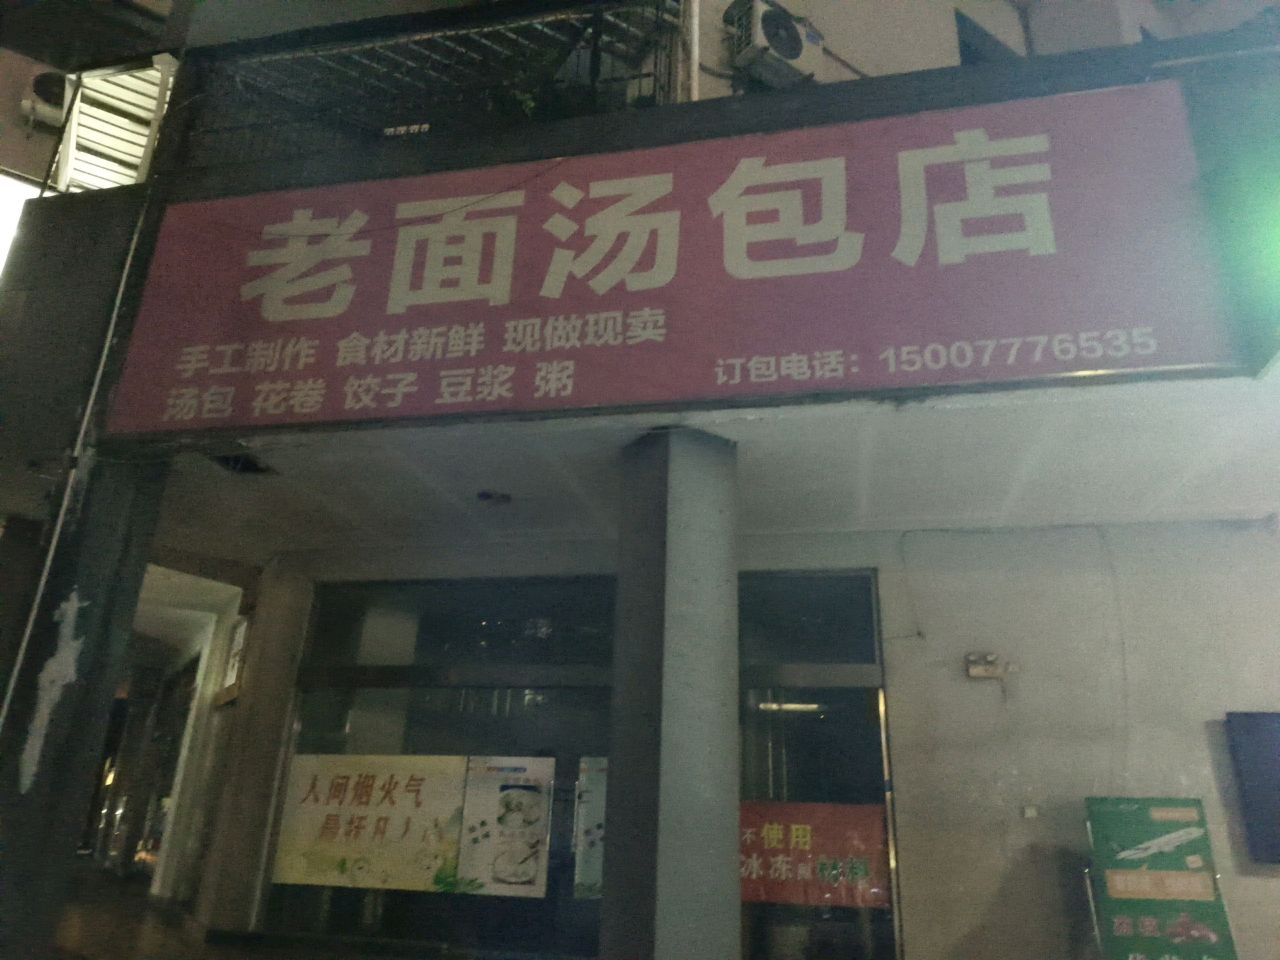 老面汤包店
手工制作 食材新鲜 现做现卖
汤包 花卷 饺子 豆浆 粥
订包电话：15007776535
人间烟火气
不使用
冰冻